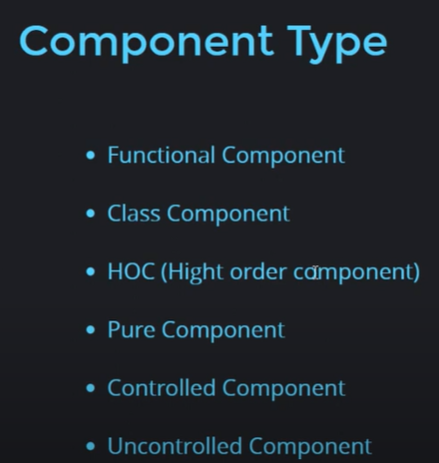 Component Type
• Functional Component
• Class Component
• HOC (Hight order component)
• Pure Component
• Controlled Component
• Uncontrolled Component